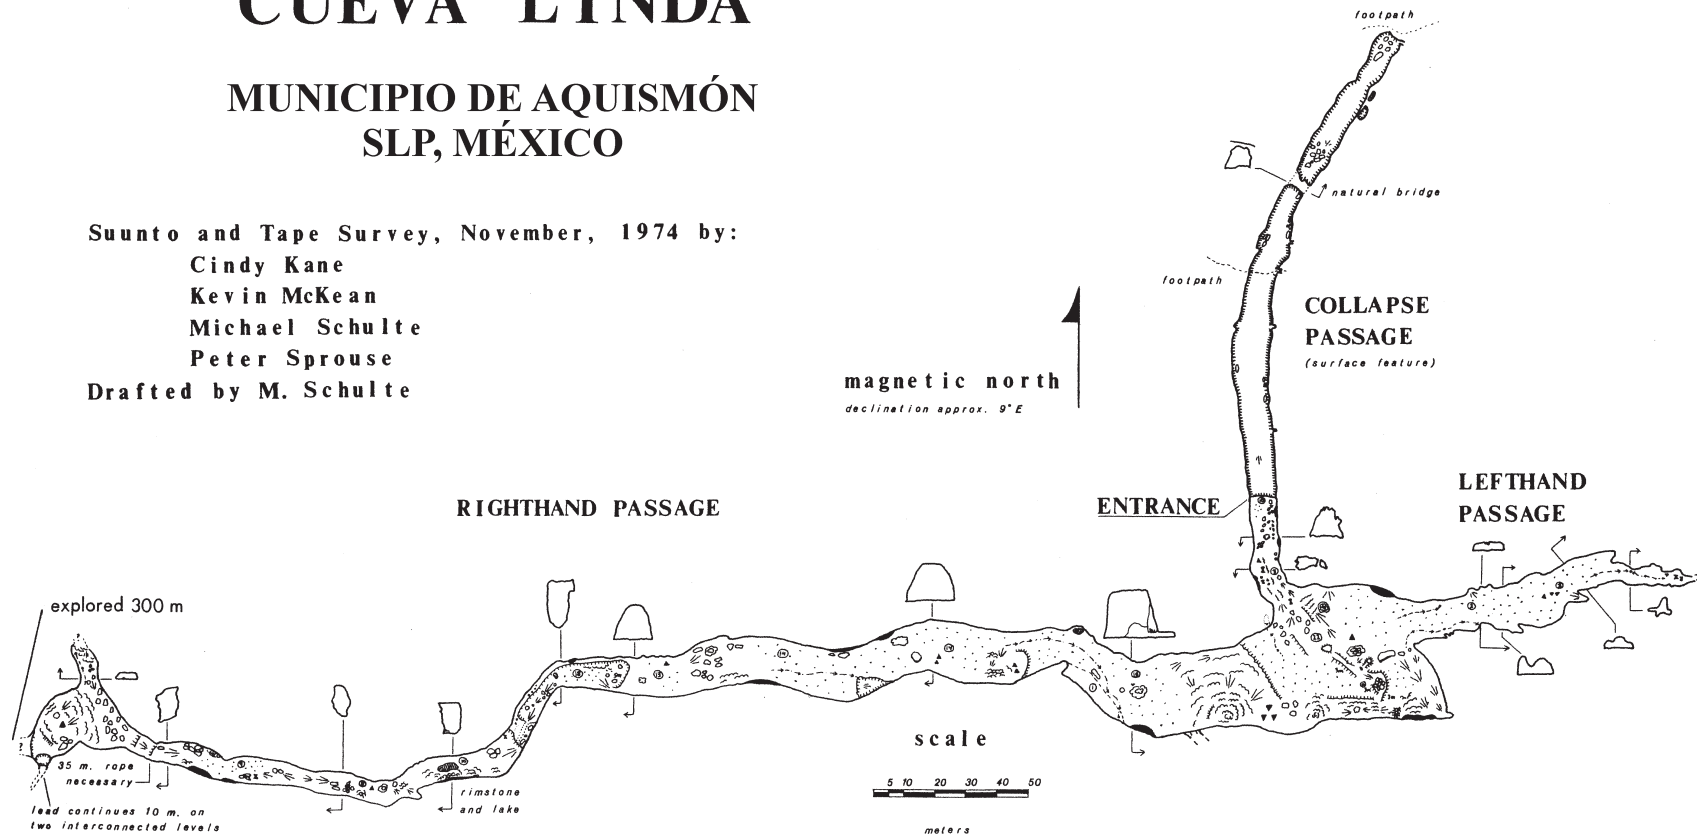 CUEVA LYNDA
MUNICIPIO DE AQUISMÓN
SLP, MÉXICO
Suunto and Tape Survey, November, 1974 by:
Cindy Kane
Kevin McKean
Michael Schulte
Peter Sprouse
Drafted by M. Schulte
footpath
natural bridge
footpath
COLLAPSE
PASSAGE
(surface feature)
magnetic north
declination approx. 9°E
LEFTHAND
PASSAGE
ENTRANCE
RIGHTHAND PASSAGE
explored 300 m
35 m. rope
necessary
lead continues 10 m. on
two interconnected levels
rimstone
and lake
scale
5 10 20 30 40 50
meters